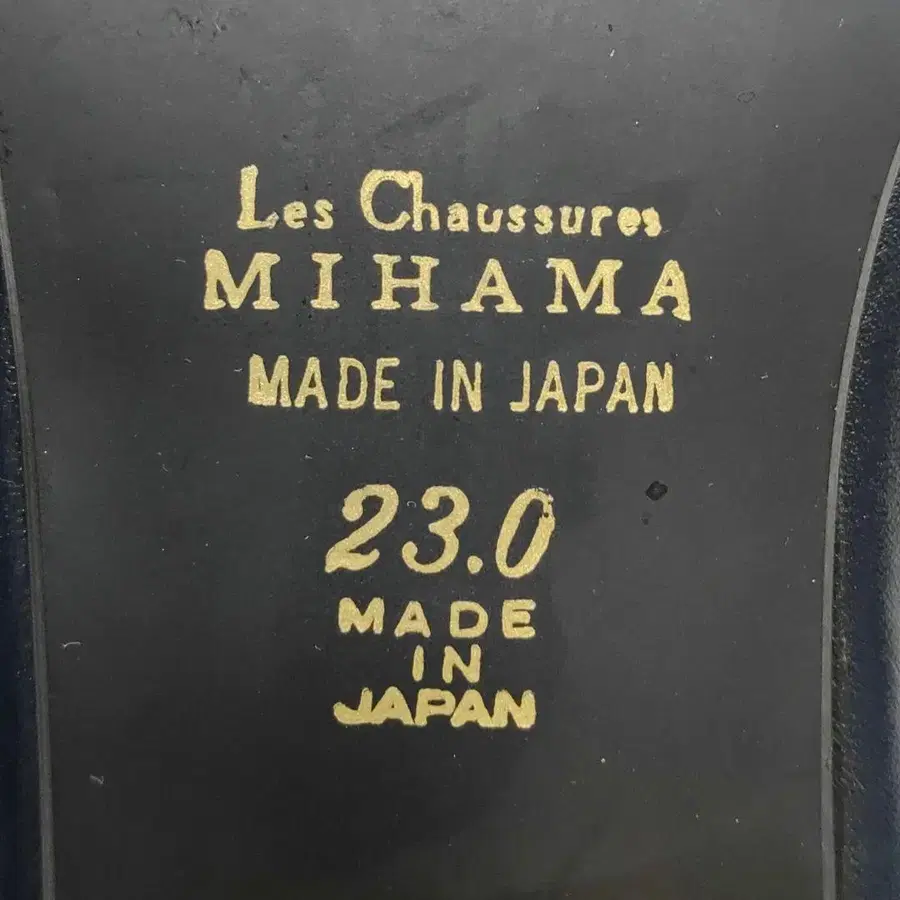 Les Chaussures
MIHAMA
MADE IN JAPAN
23.0
MADE
IN
JAPAN